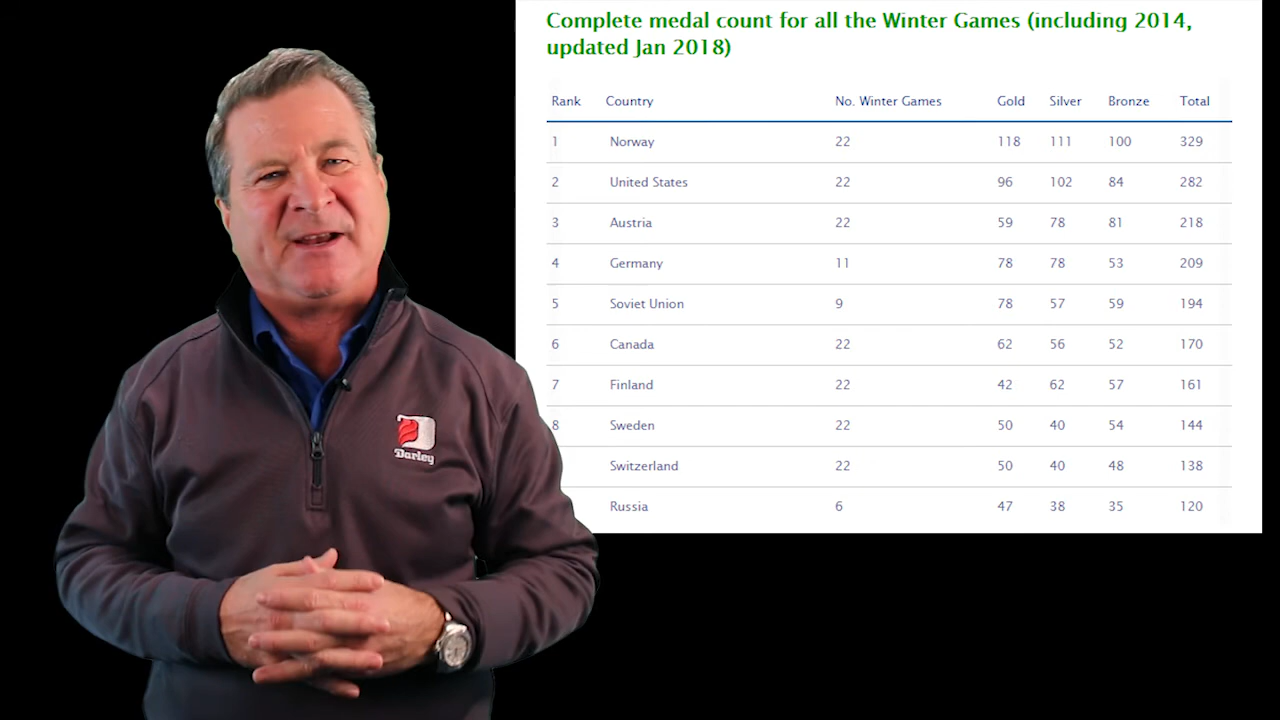 Complete medal count for all the Winter Games (including 2014,
updated Jan 2018)
Rank Country No. Winter Games Gold Silver Bronze Total
1 Norway 22 118 111 100 329
2 United States 22 96 102 84 282
3 Austria 22 59 78 81 218
4 Germany 11 78 78 53 209
5 Soviet Union 9 78 57 59 194
6 Canada 22 62 56 52 170
7 Finland 22 42 62 57 161
8 Sweden 22 50 40 54 144
Switzerland 22 50 40 48 138
Russia 6 47 38 35 120
Darley